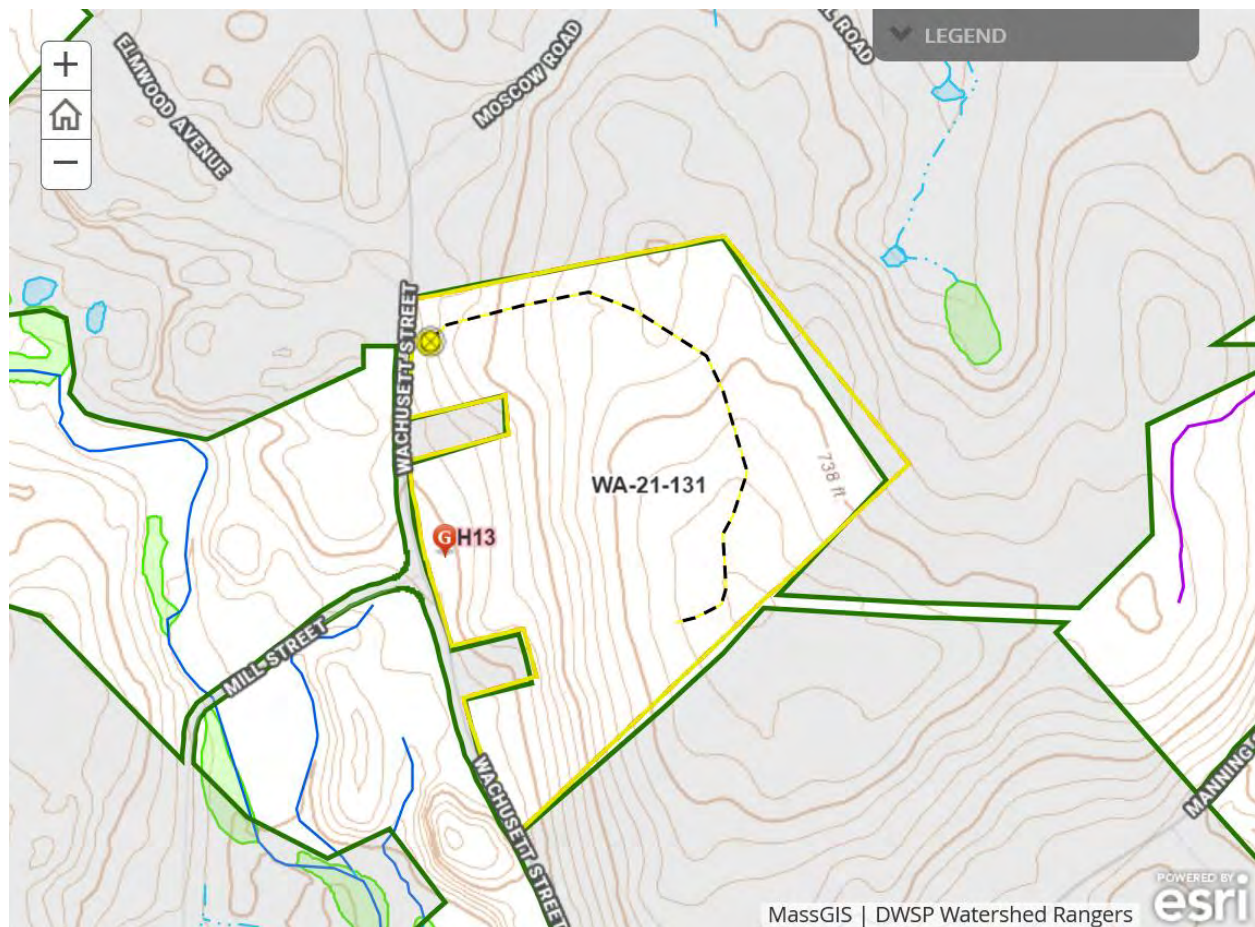 LEGEND
ELMWOOD AVENUE
MOSCOW ROAD
ROAD
WACHUSETT STREET
WA-21-131
738 ft
G H13
MILL STREET
WACHUSETT STREET
MANNING
POWERED BY
esri
MassGIS | DWSP Watershed Rangers